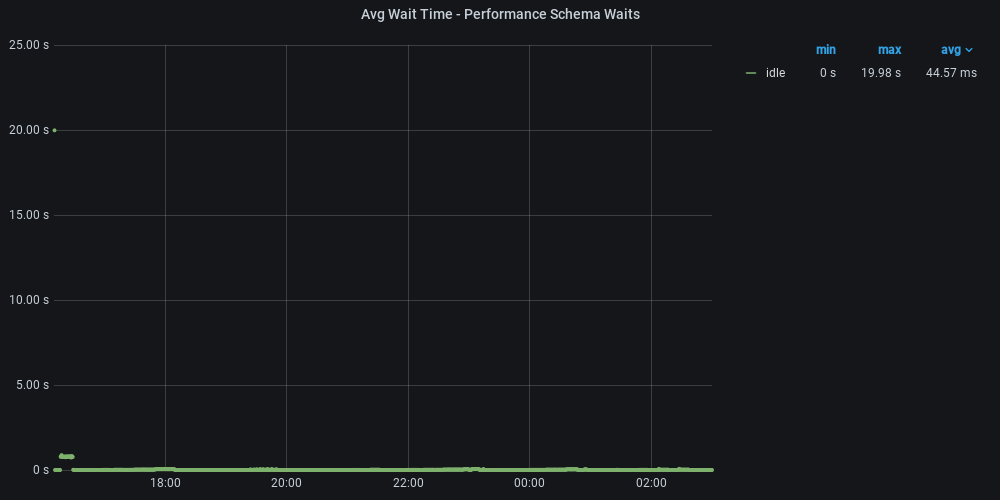 Avg Wait Time - Performance Schema Waits
25.00 s
20.00 s
15.00 s
10.00 s
5.00 s
0 s
18:00 20:00 22:00 00:00 02:00
min max avg
idle 0 s 19.98 s 44.57 ms